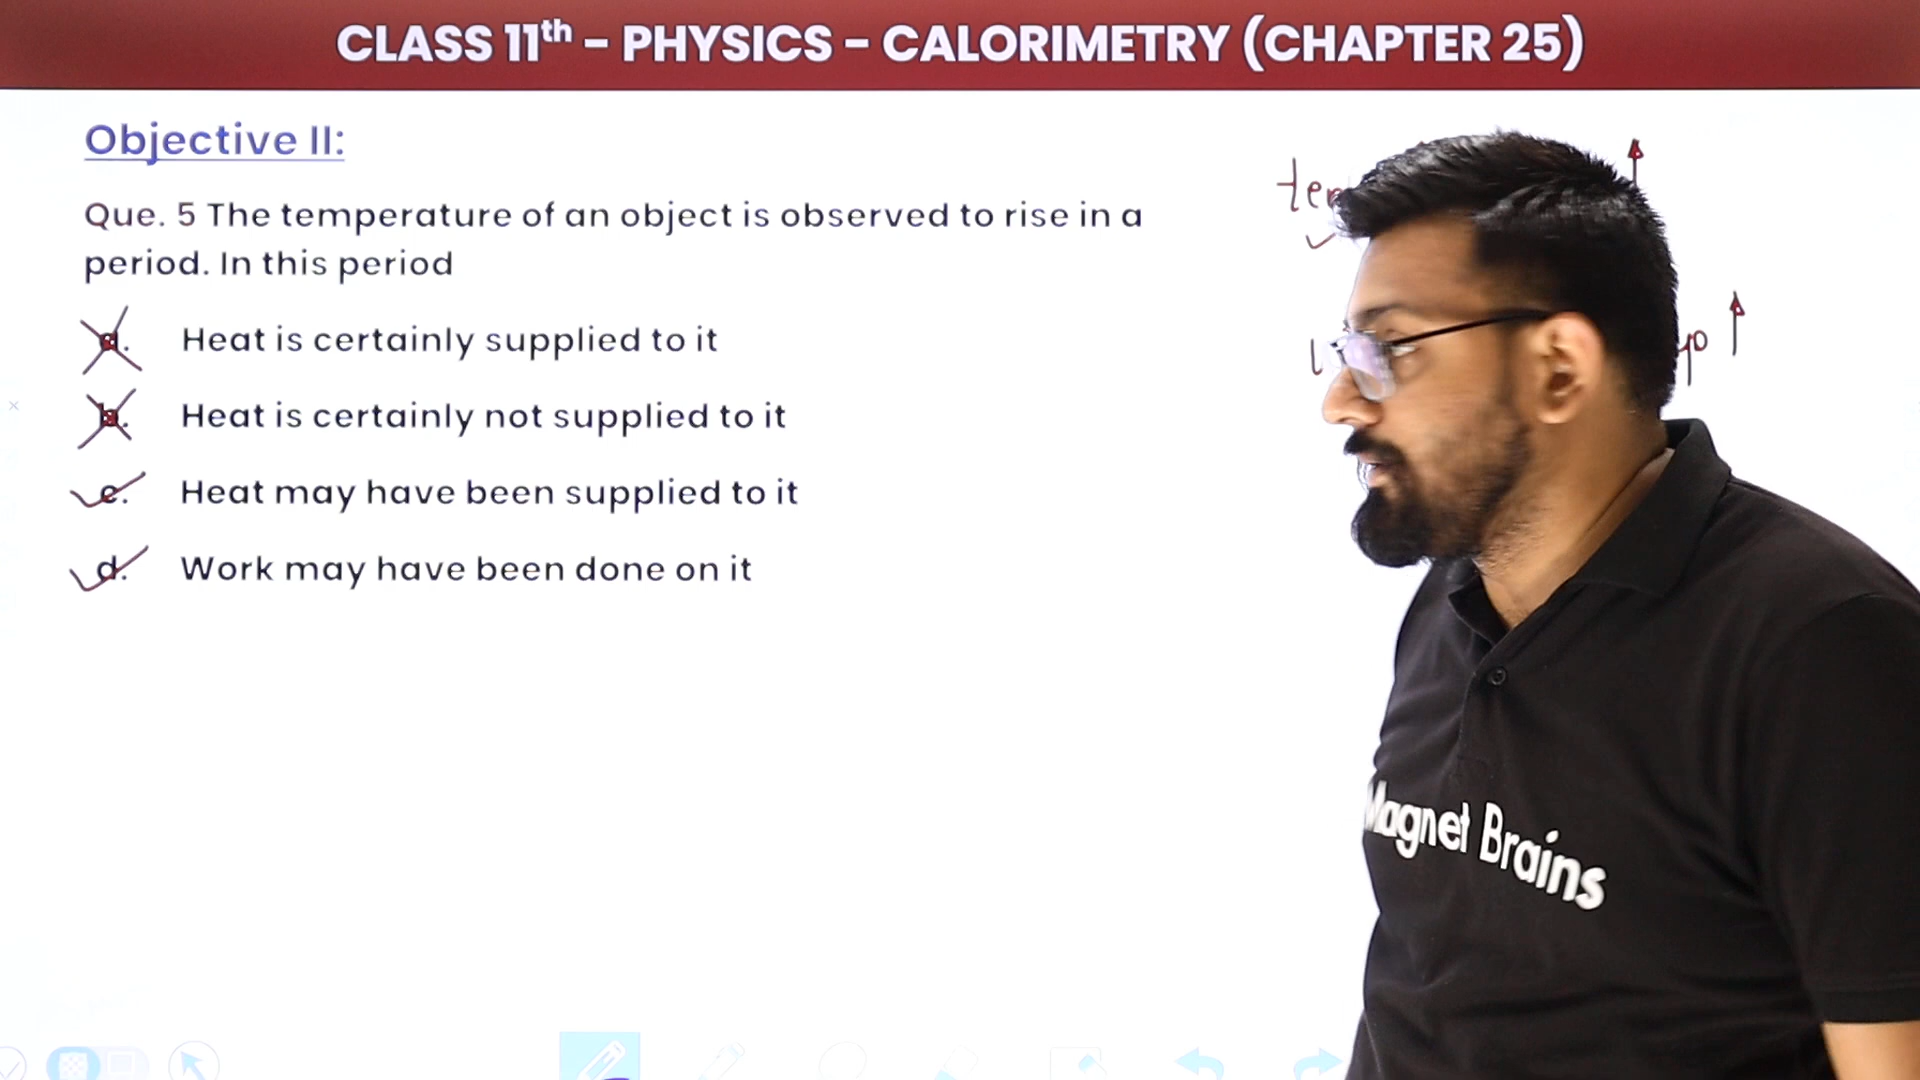 CLASS 11th - PHYSICS - CALORIMETRY (CHAPTER 25)
Objective II:
Que. 5 The temperature of an object is observed to rise in a
period. In this period
a. Heat is certainly supplied to it
b. Heat is certainly not supplied to it
c. Heat may have been supplied to it
d. Work may have been done on it
Magnet Brains